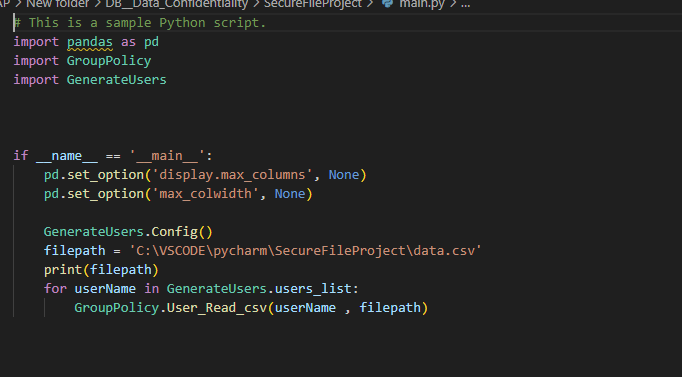 New folder > DB__Data_Confidentiality > SecureFileProject > main.py > ...
# This is a sample Python script.
import pandas as pd
import GroupPolicy
import GenerateUsers
if __name__ == '__main__':
    pd.set_option('display.max_columns', None)
    pd.set_option('max_colwidth', None)
    GenerateUsers.Config()
    filepath = 'C:\VSCODE\pycharm\SecureFileProject\data.csv'
    print(filepath)
    for userName in GenerateUsers.users_list:
        GroupPolicy.User_Read_csv(userName , filepath)